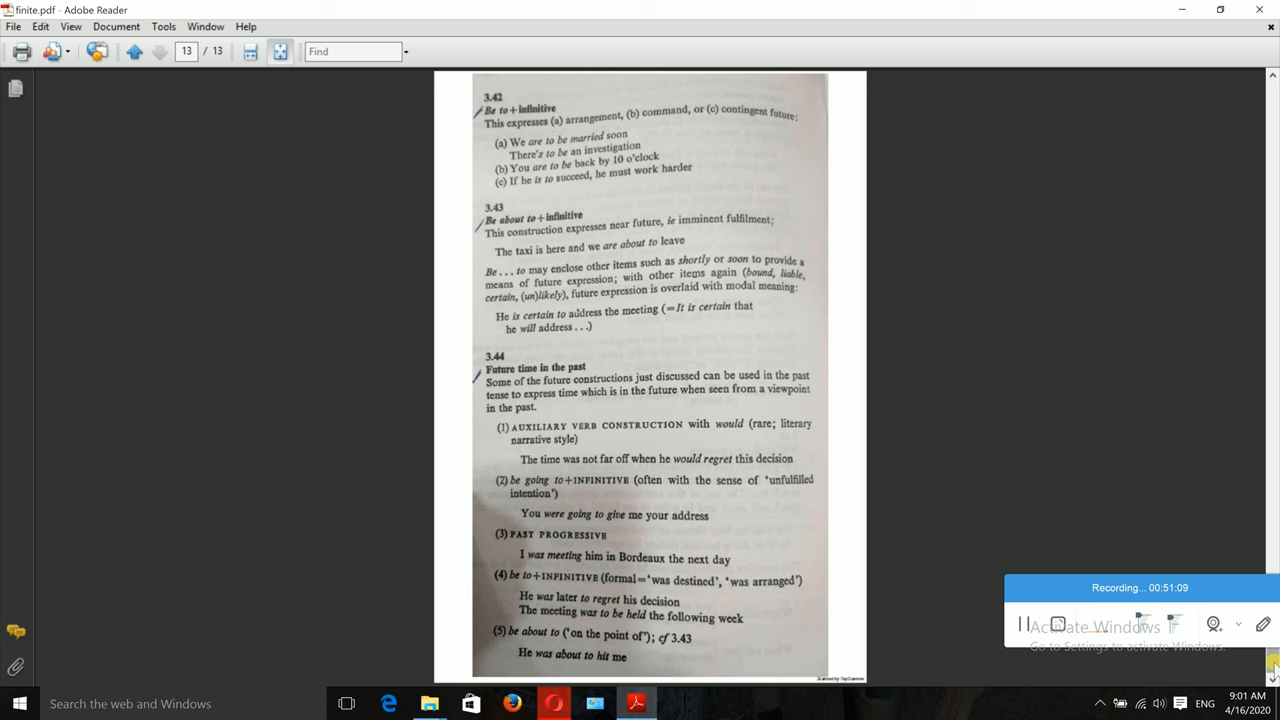 finite.pdf - Adobe Reader
File Edit View Document Tools Window Help
13 / 13 Find
3.42
Be to+infinitive
This expresses (a) arrangement, (b) command, or (c) contingent future:
(a) We are to be married soon
There's to be an investigation
(b) You are to be back by 10 o'clock
(c) If he is to succeed, he must work harder
3.43
Be about to+infinitive
This construction expresses near future, ie imminent fulfilment;
The taxi is here and we are about to leave
Be . . . to may enclose other items such as shortly or soon to provide a
means of future expression; with other items again (bound, liable,
certain, (un)likely), future expression is overlaid with modal meaning:
He is certain to address the meeting (=It is certain that
he will address . . .)
3.44
Future time in the past
Some of the future constructions just discussed can be used in the past
tense to express time which is in the future when seen from a viewpoint
in the past.
(1) AUXILIARY VERB CONSTRUCTION with would (rare; literary
narrative style)
The time was not far off when he would regret this decision
(2) be going to+INFINITIVE (often with the sense of 'unfulfilled
intention')
You were going to give me your address
(3) PAST PROGRESSIVE
I was meeting him in Bordeaux the next day
(4) be to+INFINITIVE (formal='was destined', 'was arranged')
He was later to regret his decision
The meeting was to be held the following week
(5) be about to ('on the point of'); cf 3.43
He was about to hit me
Scanned by TapScanner
Recording... 00:51:09
Activate Windows
Go to Settings to activate Windows.
Search the web and Windows
ENG
9:01 AM
4/16/2020